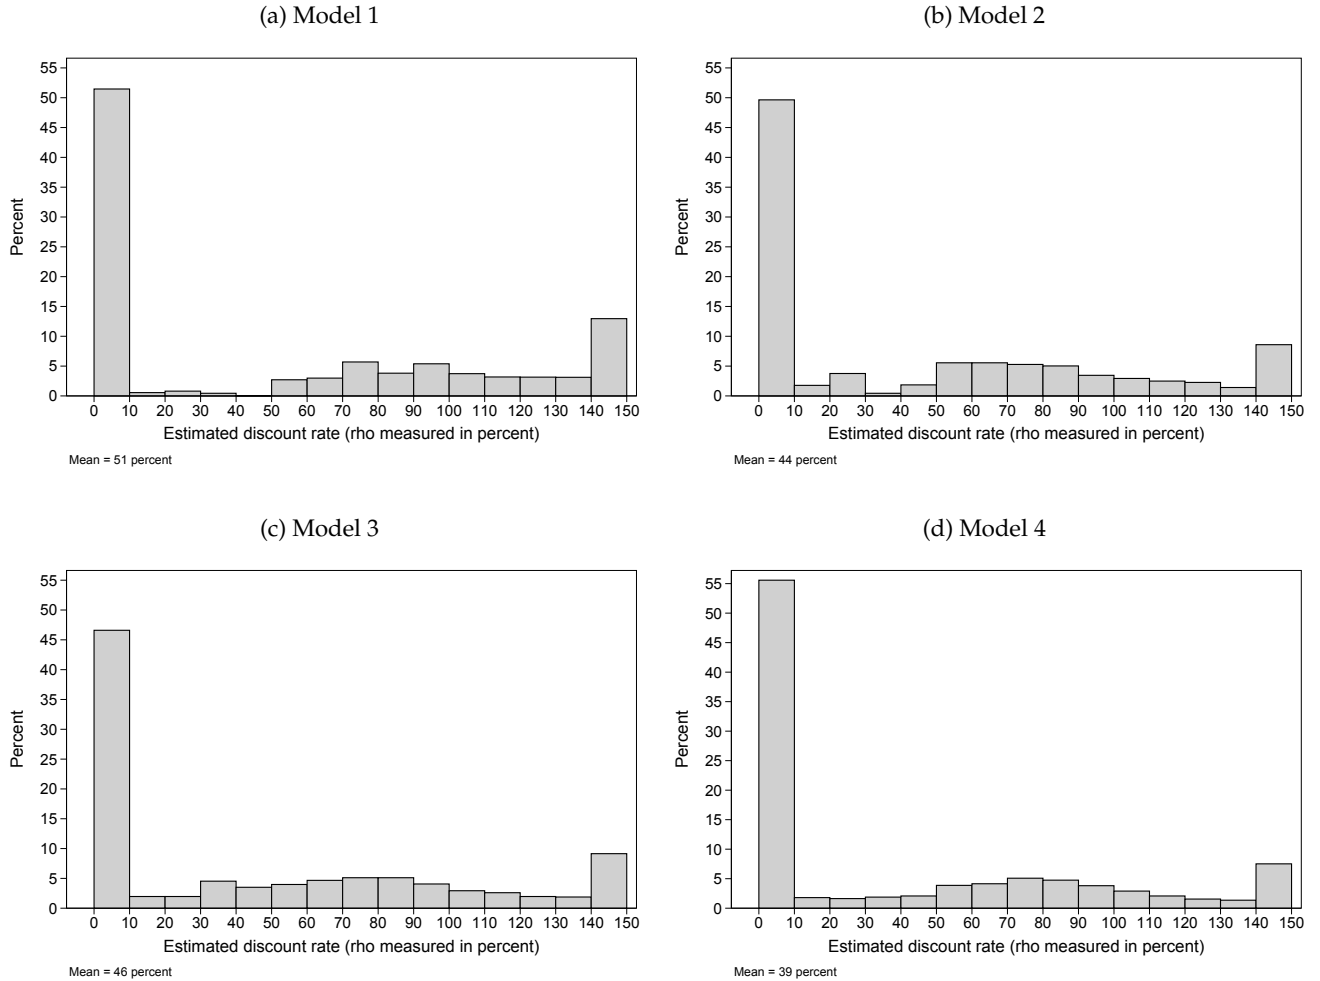 (a) Model 1
55
50
45
40
35
30
25
20
15
10
5
0
Percent
0 10 20 30 40 50 60 70 80 90 100 110 120 130 140 150
Estimated discount rate (rho measured in percent)
Mean = 51 percent
(b) Model 2
55
50
45
40
35
30
25
20
15
10
5
0
Percent
0 10 20 30 40 50 60 70 80 90 100 110 120 130 140 150
Estimated discount rate (rho measured in percent)
Mean = 44 percent
(c) Model 3
55
50
45
40
35
30
25
20
15
10
5
0
Percent
0 10 20 30 40 50 60 70 80 90 100 110 120 130 140 150
Estimated discount rate (rho measured in percent)
Mean = 46 percent
(d) Model 4
55
50
45
40
35
30
25
20
15
10
5
0
Percent
0 10 20 30 40 50 60 70 80 90 100 110 120 130 140 150
Estimated discount rate (rho measured in percent)
Mean = 39 percent